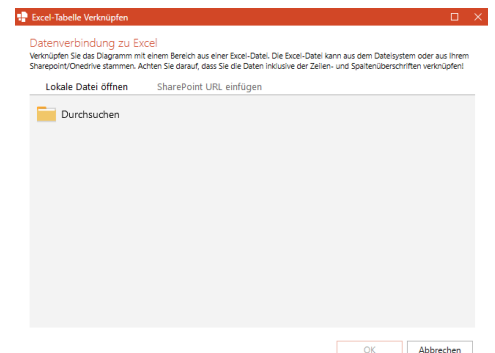 Excel-Tabelle Verknüpfen
Datenverbindung zu Excel
Verknüpfen Sie das Diagramm mit einem Bereich aus einer Excel-Datei. Die Excel-Datei kann aus dem Dateisystem oder aus Ihrem
Sharepoint/Onedrive stammen. Achten Sie darauf, dass Sie die Daten inklusive der Zeilen- und Spaltenüberschriften verknüpfen!
Lokale Datei öffnen SharePoint URL einfügen
Durchsuchen
OK Abbrechen